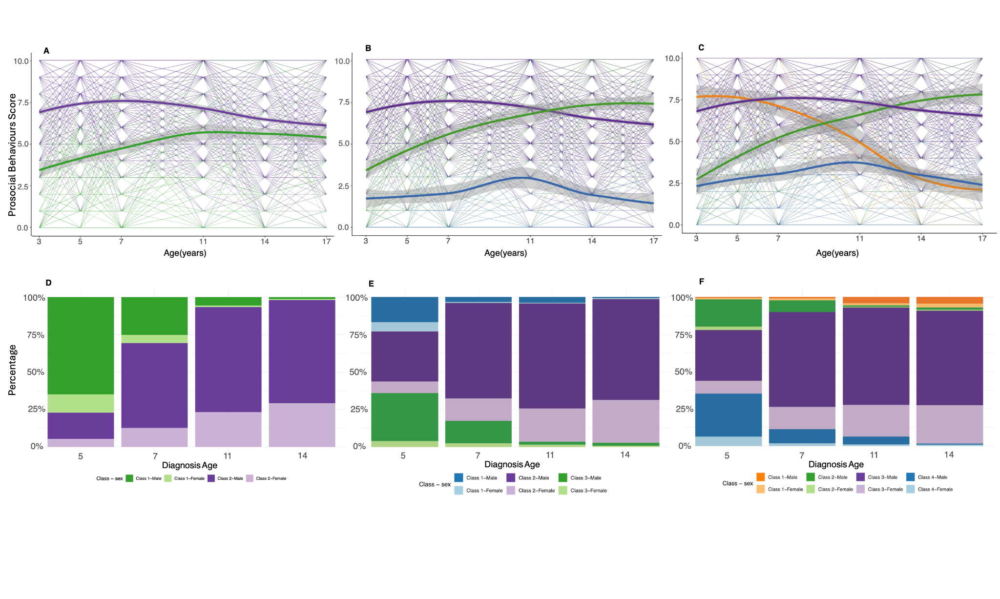 A
B
C
Prosocial Behaviours Score
10.0
7.5
5.0
2.5
0.0
3 5 7 11 14 17
Age(years)
10.0
7.5
5.0
2.5
0.0
3 5 7 11 14 17
Age(years)
10.0
7.5
5.0
2.5
0.0
3 5 7 11 14 17
Age(years)
D
E
F
Percentage
100%
75%
50%
25%
0%
5 7 11 14
Diagnosis Age
Class – sex Class 1–Male Class 1–Female Class 2–Male Class 2–Female
100%
75%
50%
25%
0%
5 7 11 14
Diagnosis Age
Class – sex
Class 1–Male Class 2–Male Class 3–Male
Class 1–Female Class 2–Female Class 3–Female
100%
75%
50%
25%
0%
5 7 11 14
Diagnosis Age
Class – sex
Class 1–Male Class 2–Male Class 3–Male Class 4–Male
Class 1–Female Class 2–Female Class 3–Female Class 4–Female